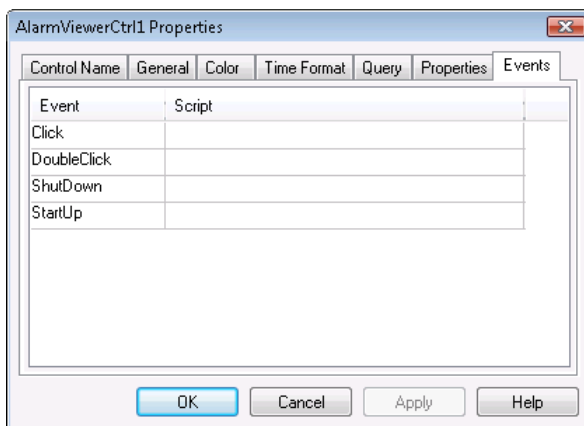 AlarmViewerCtrl1 Properties
Control Name General Color Time Format Query Properties Events
Event Script
Click
DoubleClick
ShutDown
StartUp
OK Cancel Apply Help